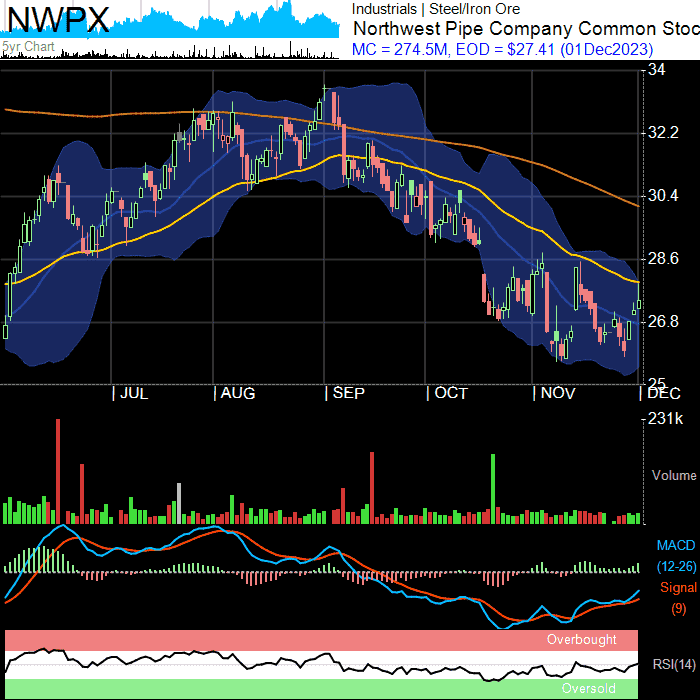 NWPX
5yr Chart
Industrials | Steel/Iron Ore
Northwest Pipe Company Common Stoc
MC = 274.5M, EOD = $27.41 (01Dec2023)
34
32.2
30.4
28.6
26.8
25
JUL
AUG
SEP
OCT
NOV
DEC
231k
Volume
MACD
(12-26)
Signal
(9)
Overbought
RSI(14)
Oversold